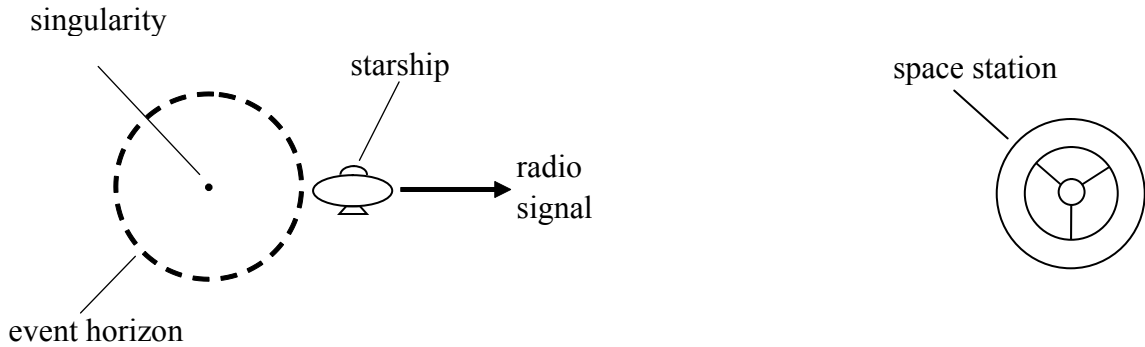 singularity
starship
space station
radio
signal
event horizon